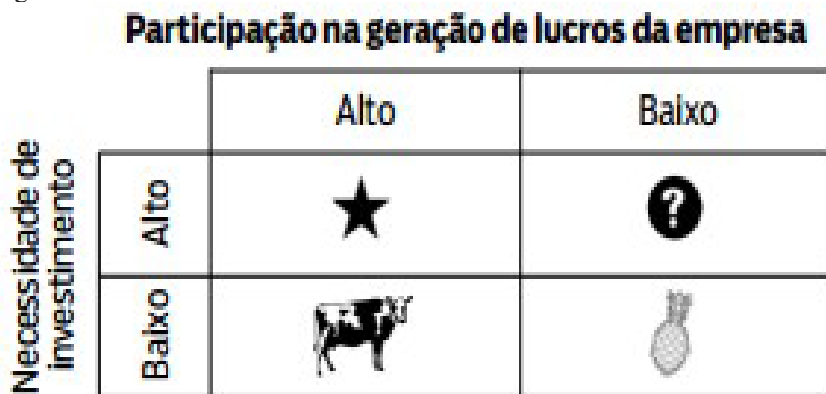 Participação na geração de lucros da empresa
Alto Baixo
Necessidade de
investimento
Alto
?
Baixo